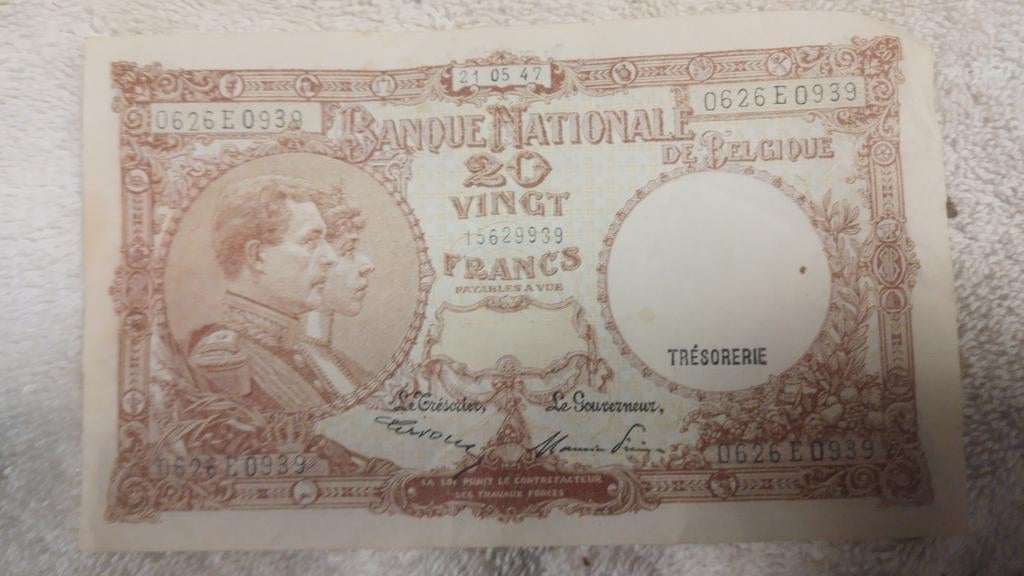 21 05 47
0626 E 0939
0626 E 0939
BANQUE NATIONALE
DE BELGIQUE
20
VINGT
15629939
FRANCS
PAYABLES A VUE
TRÉSORERIE
Le Trésorier,
Le Gouverneur,
0626 E 0939
0626 E 0939
LA LOI PUNIT LE CONTREFACTEUR
DES TRAVAUX FORCÉS